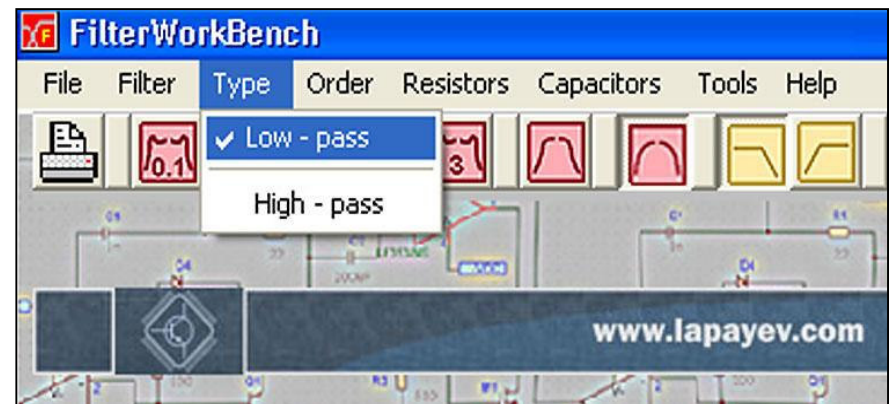 FilterWorkBench
File Filter Type Order Resistors Capacitors Tools Help
0.1 ✓ Low - pass 3
High - pass
www.lapayev.com